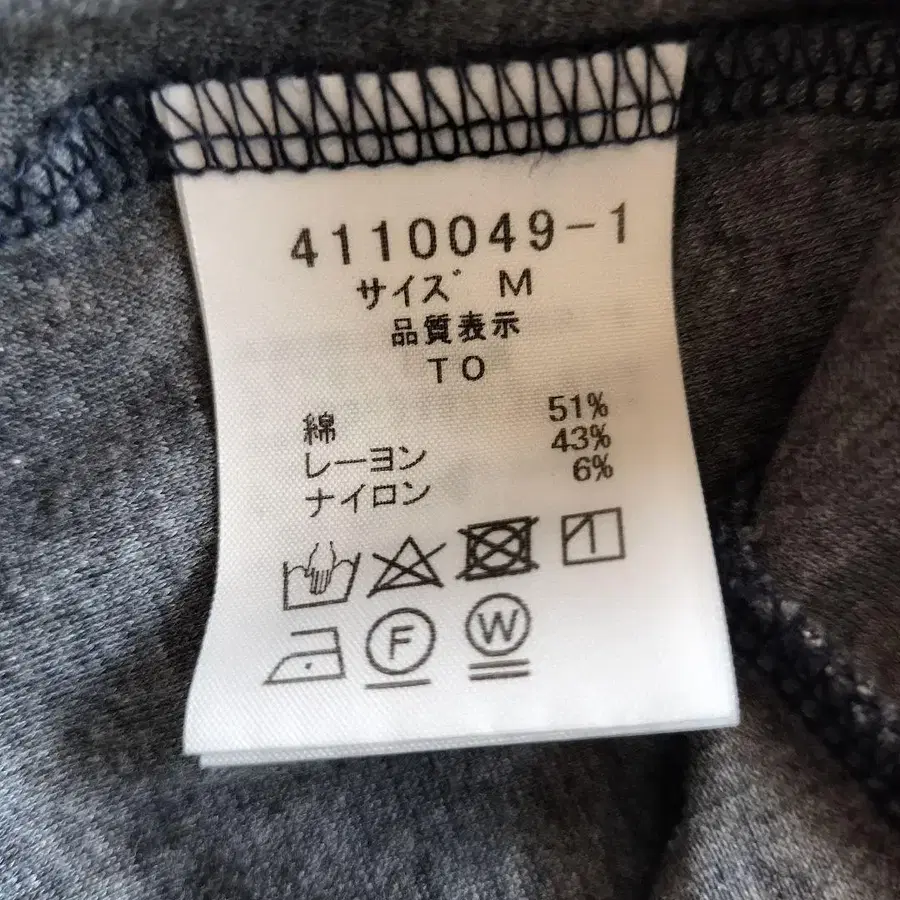 4110049-1
サイズ M
品質表示
TO
綿 51%
レーヨン 43%
ナイロン 6%
F W